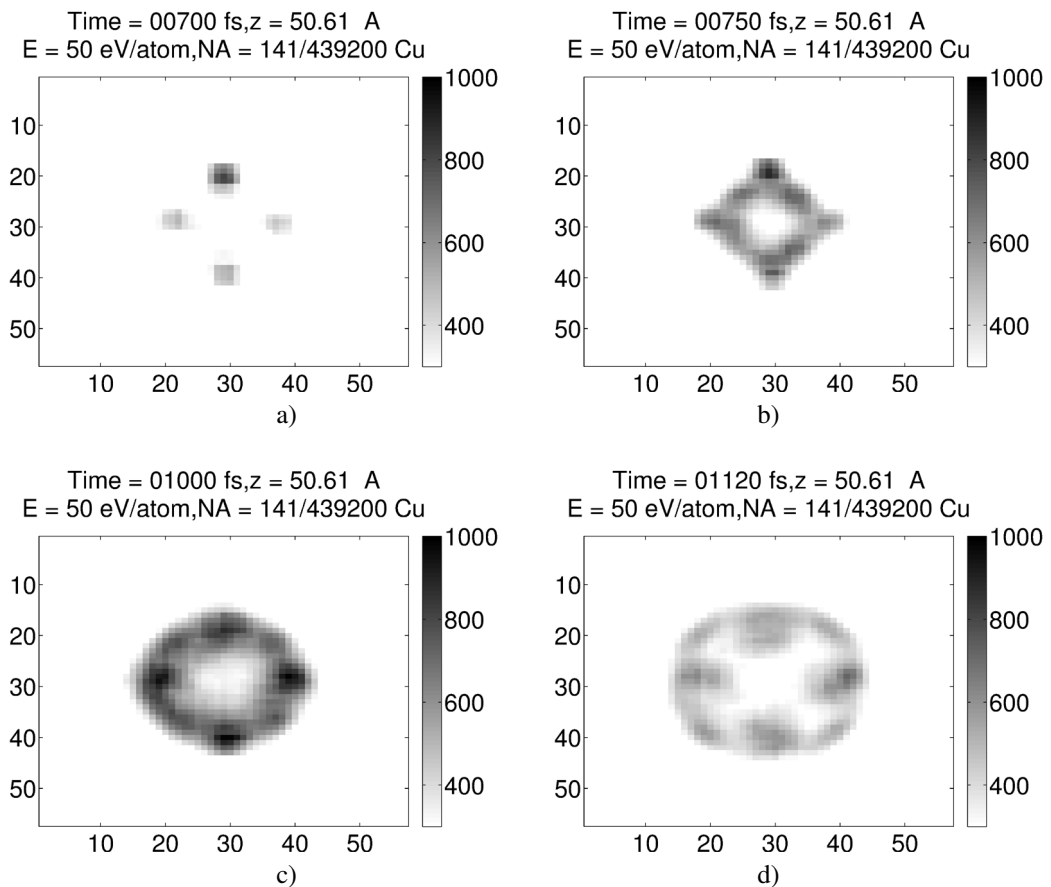 Time = 00700 fs,z = 50.61 A
E = 50 eV/atom,NA = 141/439200 Cu
1000
800
600
400
10
20
30
40
50
10 20 30 40 50
a)
Time = 00750 fs,z = 50.61 A
E = 50 eV/atom,NA = 141/439200 Cu
1000
800
600
400
10
20
30
40
50
10 20 30 40 50
b)
Time = 01000 fs,z = 50.61 A
E = 50 eV/atom,NA = 141/439200 Cu
1000
800
600
400
10
20
30
40
50
10 20 30 40 50
c)
Time = 01120 fs,z = 50.61 A
E = 50 eV/atom,NA = 141/439200 Cu
1000
800
600
400
10
20
30
40
50
10 20 30 40 50
d)